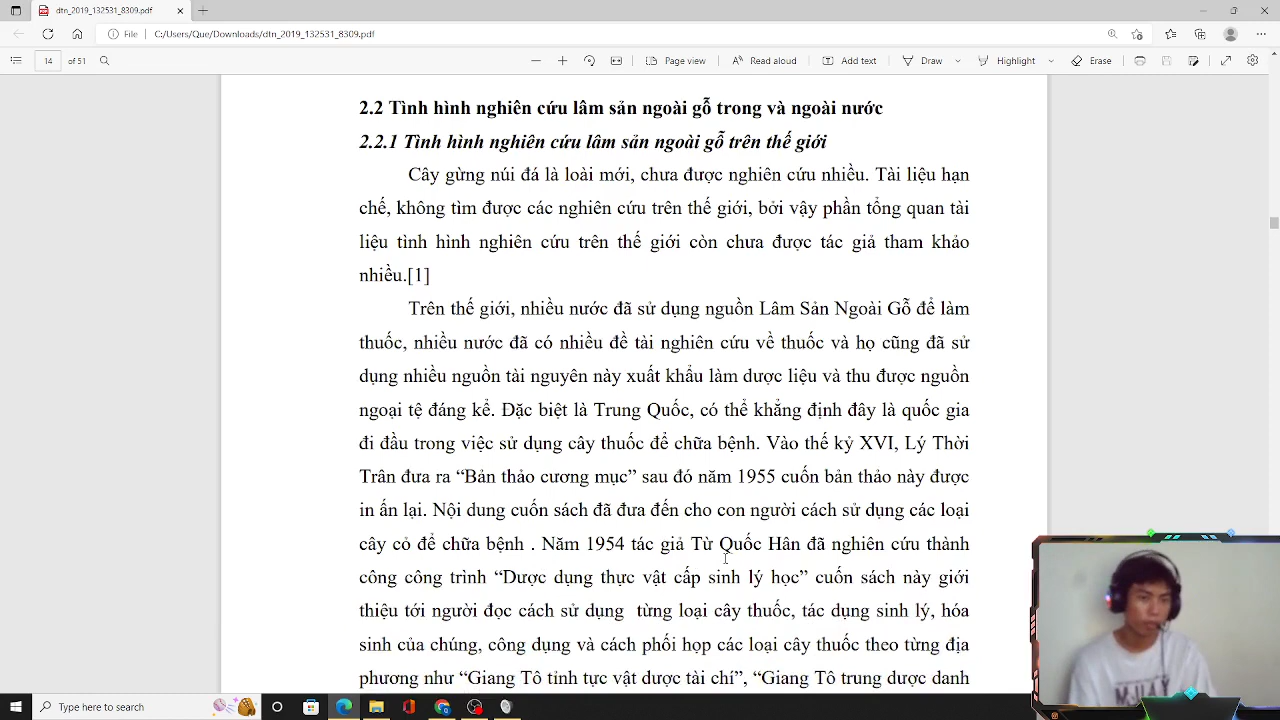 dtn_2019_132531_8309.pdf
File C:/Users/Que/Downloads/dtn_2019_132531_8309.pdf
14 of 51 Page view Read aloud Add text Draw Highlight Erase
2.2 Tình hình nghiên cứu lâm sản ngoài gỗ trong và ngoài nước
2.2.1 Tình hình nghiên cứu lâm sản ngoài gỗ trên thế giới
Cây gừng núi đá là loài mới, chưa được nghiên cứu nhiều. Tài liệu hạn
chế, không tìm được các nghiên cứu trên thế giới, bởi vậy phần tổng quan tài
liệu tình hình nghiên cứu trên thế giới còn chưa được tác giả tham khảo
nhiều.[1]
Trên thế giới, nhiều nước đã sử dụng nguồn Lâm Sản Ngoài Gỗ để làm
thuốc, nhiều nước đã có nhiều đề tài nghiên cứu về thuốc và họ cũng đã sử
dụng nhiều nguồn tài nguyên này xuất khẩu làm dược liệu và thu được nguồn
ngoại tệ đáng kể. Đặc biệt là Trung Quốc, có thể khẳng định đây là quốc gia
đi đầu trong việc sử dụng cây thuốc để chữa bệnh. Vào thế kỷ XVI, Lý Thời
Trân đưa ra “Bản thảo cương mục” sau đó năm 1955 cuốn bản thảo này được
in ấn lại. Nội dung cuốn sách đã đưa đến cho con người cách sử dụng các loại
cây cỏ để chữa bệnh . Năm 1954 tác giả Từ Quốc Hân đã nghiên cứu thành
công công trình “Dược dụng thực vật cấp sinh lý học” cuốn sách này giới
thiệu tới người đọc cách sử dụng từng loại cây thuốc, tác dụng sinh lý, hóa
sinh của chúng, công dụng và cách phối hợp các loại cây thuốc theo từng địa
phương như “Giang Tô tỉnh tực vật dược tài chí”, “Giang Tô trung dược danh
Type here to search